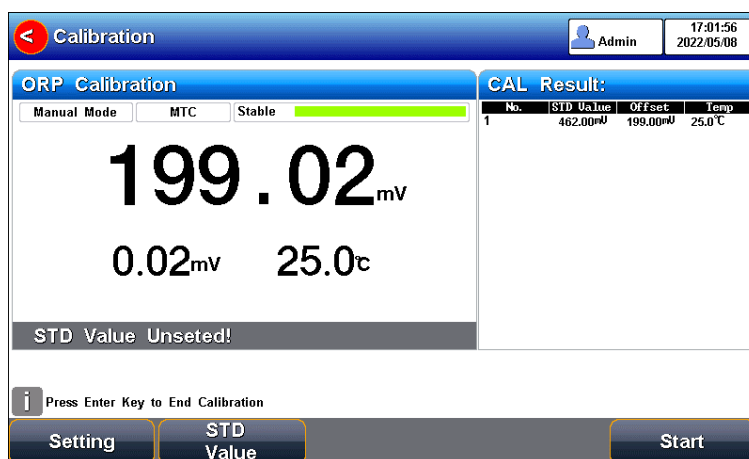 < Calibration
Admin
17:01:56
2022/05/08
ORP Calibration
Manual Mode MTC Stable
199.02mV
0.02mV 25.0℃
STD Value Unseted!
CAL Result:
No. STD Value Offset Temp
1 462.00mV 199.00mV 25.0℃
i Press Enter Key to End Calibration
Setting
STD
Value
Start